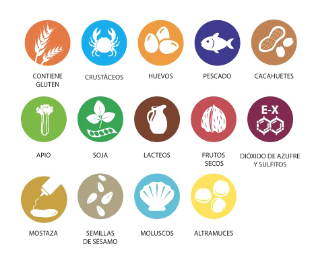 CONTIENE
GLUTEN
CRUSTÁCEOS
HUEVOS
PESCADO
CACAHUETES
E-X
APIO
SOJA
LACTEOS
FRUTOS
SECOS
DIÓXIDO DE AZUFRE
Y SULFITOS
MOSTAZA
SEMILLAS
DE SÉSAMO
MOLUSCOS
ALTRAMUCES